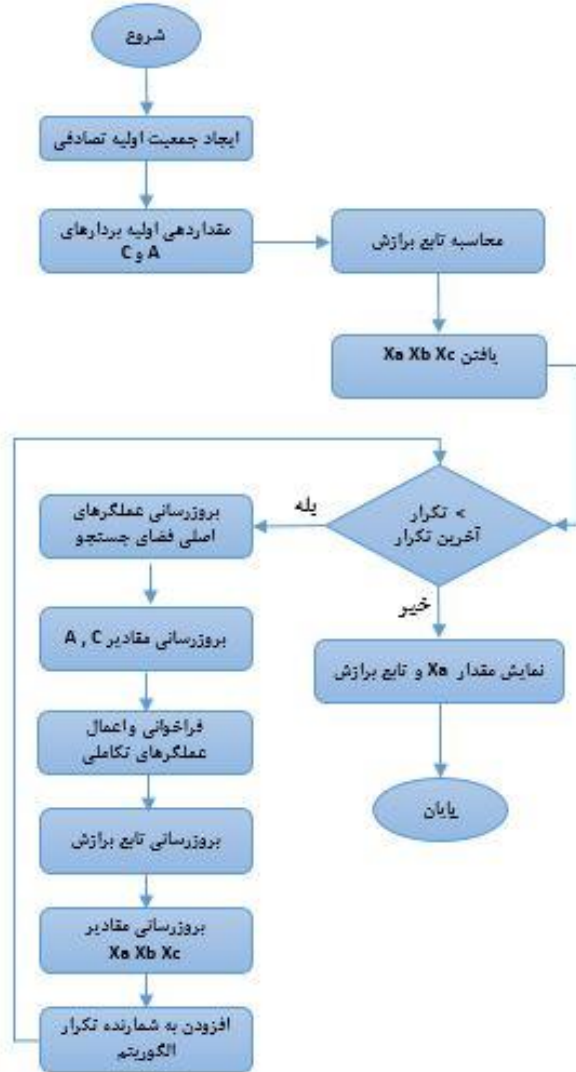 شروع
ایجاد جمعیت اولیه تصادفی
مقداردهی اولیه بردارهای
A و C
محاسبه تابع برازش
یافتن Xa Xb Xc
تکرار >
آخرین تکرار
بله
خیر
بروزرسانی عملگرهای
اصلی فضای جستجو
بروزرسانی مقادیر A , C
فراخوانی و اعمال
عملگرهای تکاملی
بروزرسانی تابع برازش
بروزرسانی مقادیر
Xa Xb Xc
افزودن به شمارنده تکرار
الگوریتم
نمایش مقدار Xa و تابع برازش
پایان